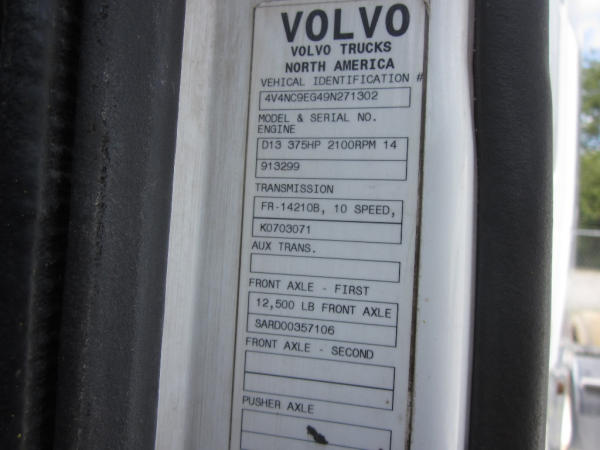 VOLVO
VOLVO TRUCKS
NORTH AMERICA
VEHICAL IDENTIFICATION #
4V4NC9EG49N271302
MODEL & SERIAL NO.
ENGINE
D13 375HP 2100RPM 14
913299
TRANSMISSION
FR-14210B, 10 SPEED,
K0703071
AUX TRANS.
FRONT AXLE - FIRST
12,500 LB FRONT AXLE
SARD00357106
FRONT AXLE - SECOND
PUSHER AXLE